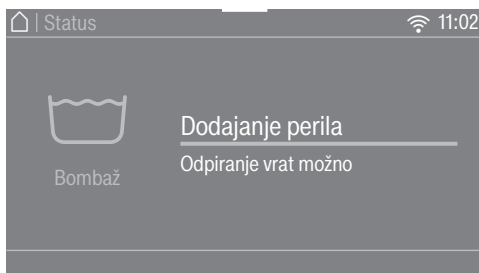 | Status 11:02
Dodajanje perila
Bombaž
Odpiranje vrat možno